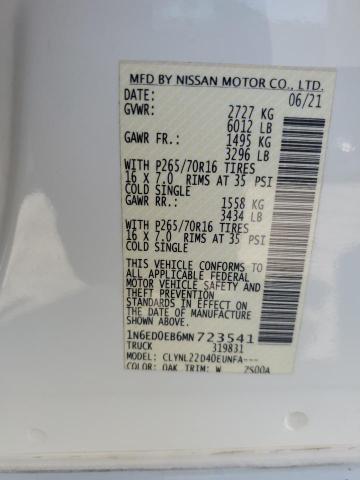 MFD BY NISSAN MOTOR CO., LTD.
DATE: 06/21
GVWR: 2727 KG
6012 LB
GAWR FR.: 1495 KG
3296 LB
WITH P265/70R16 TIRES
16 X 7.0 RIMS AT 35 PSI
COLD SINGLE
GAWR RR.: 1558 KG
3434 LB
WITH P265/70R16 TIRES
16 X 7.0 RIMS AT 35 PSI
COLD SINGLE
THIS VEHICLE CONFORMS TO
ALL APPLICABLE FEDERAL
MOTOR VEHICLE SAFETY AND
THEFT PREVENTION
STANDARDS IN EFFECT ON
THE DATE OF MANUFACTURE
SHOWN ABOVE.
1N6ED0EB6MN723541
TRUCK 319831
MODEL: CLYNL22D40EUNFA---
COLOR: QAK TRIM: W ZS00A